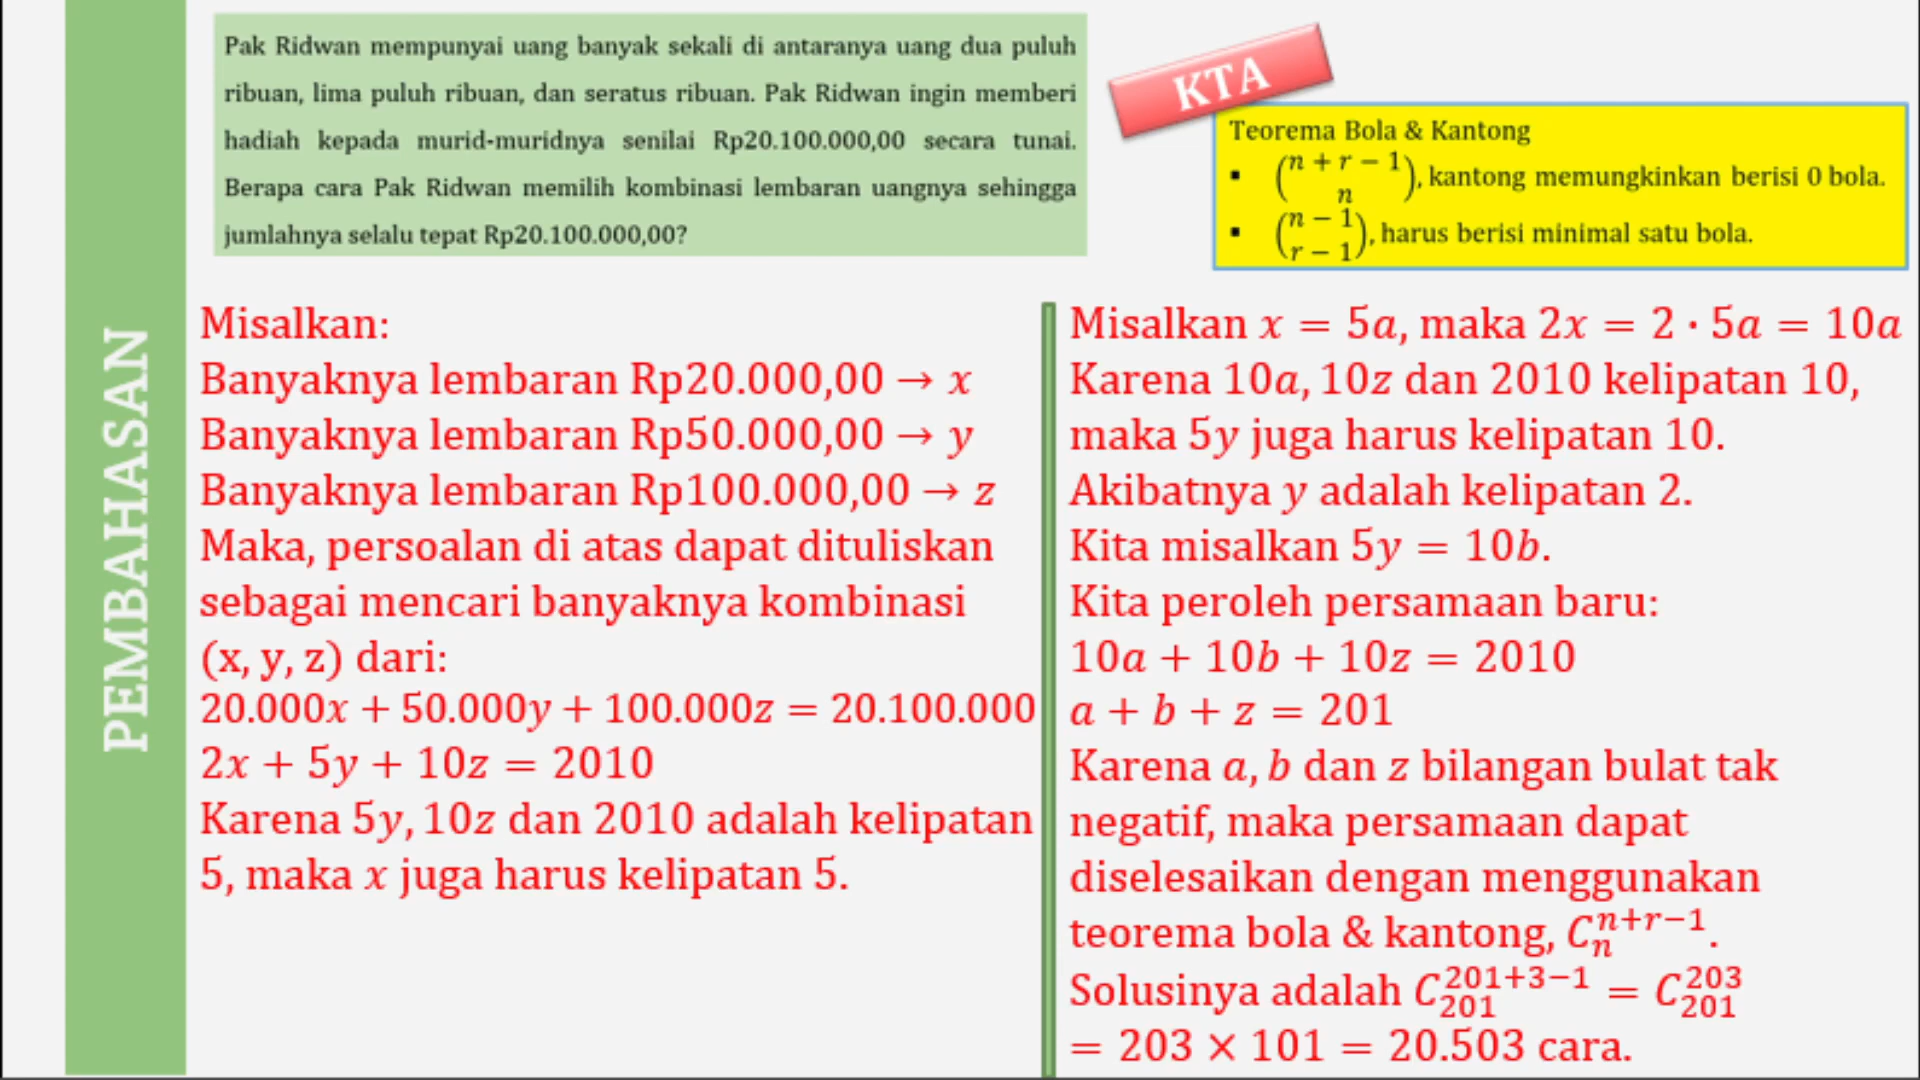 PEMBAHASAN
Pak Ridwan mempunyai uang banyak sekali di antaranya uang dua puluh
ribuan, lima puluh ribuan, dan seratus ribuan. Pak Ridwan ingin memberi
hadiah kepada murid-muridnya senilai Rp20.100.000,00 secara tunai.
Berapa cara Pak Ridwan memilih kombinasi lembaran uangnya sehingga
jumlahnya selalu tepat Rp20.100.000,00?
KTA
Teorema Bola & Kantong
▪ $\binom{n+r-1}{n}$, kantong memungkinkan berisi 0 bola.
▪ $\binom{n-1}{r-1}$, harus berisi minimal satu bola.
Misalkan:
Banyaknya lembaran Rp20.000,00 → x
Banyaknya lembaran Rp50.000,00 → y
Banyaknya lembaran Rp100.000,00 → z
Maka, persoalan di atas dapat dituliskan
sebagai mencari banyaknya kombinasi
(x, y, z) dari:
20.000x + 50.000y + 100.000z = 20.100.000
2x + 5y + 10z = 2010
Karena 5y, 10z dan 2010 adalah kelipatan
5, maka x juga harus kelipatan 5.
Misalkan x = 5a, maka 2x = 2 · 5a = 10a
Karena 10a, 10z dan 2010 kelipatan 10,
maka 5y juga harus kelipatan 10.
Akibatnya y adalah kelipatan 2.
Kita misalkan 5y = 10b.
Kita peroleh persamaan baru:
10a + 10b + 10z = 2010
a + b + z = 201
Karena a, b dan z bilangan bulat tak
negatif, maka persamaan dapat
diselesaikan dengan menggunakan
teorema bola & kantong, $C_{n}^{n+r-1}$.
Solusinya adalah $C_{201}^{201+3-1} = C_{201}^{203}$
= 203 × 101 = 20.503 cara.